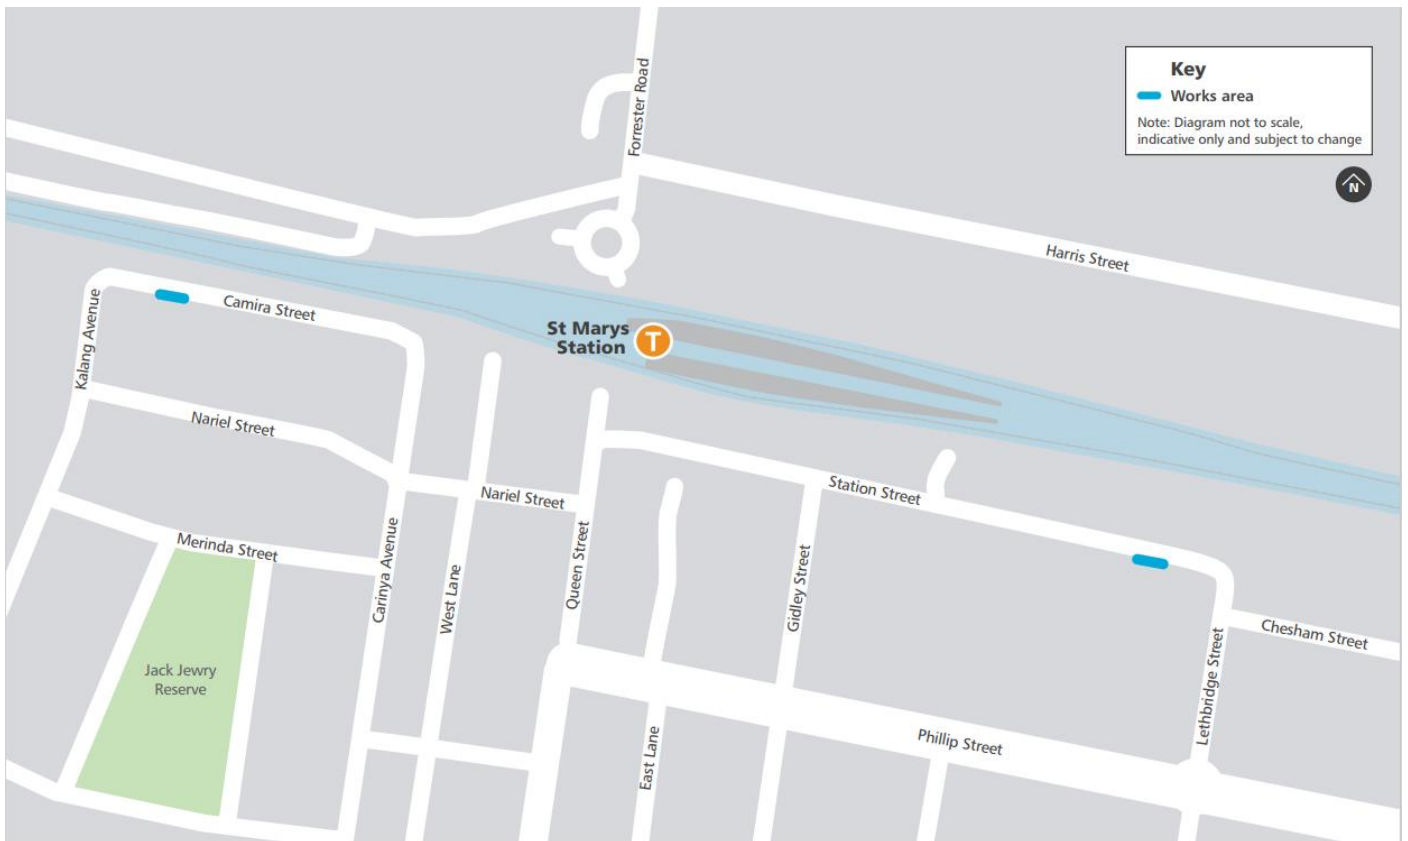 Forrester Road
Key
Works area
Note: Diagram not to scale,
indicative only and subject to change
N
Harris Street
Camira Street
Kalang Avenue
St Marys
Station
T
Nariel Street
Nariel Street
Station Street
Merinda Street
Carinya Avenue
West Lane
Queen Street
Gidley Street
Chesham Street
Lethbridge Street
Jack Jewry
Reserve
Phillip Street
East Lane